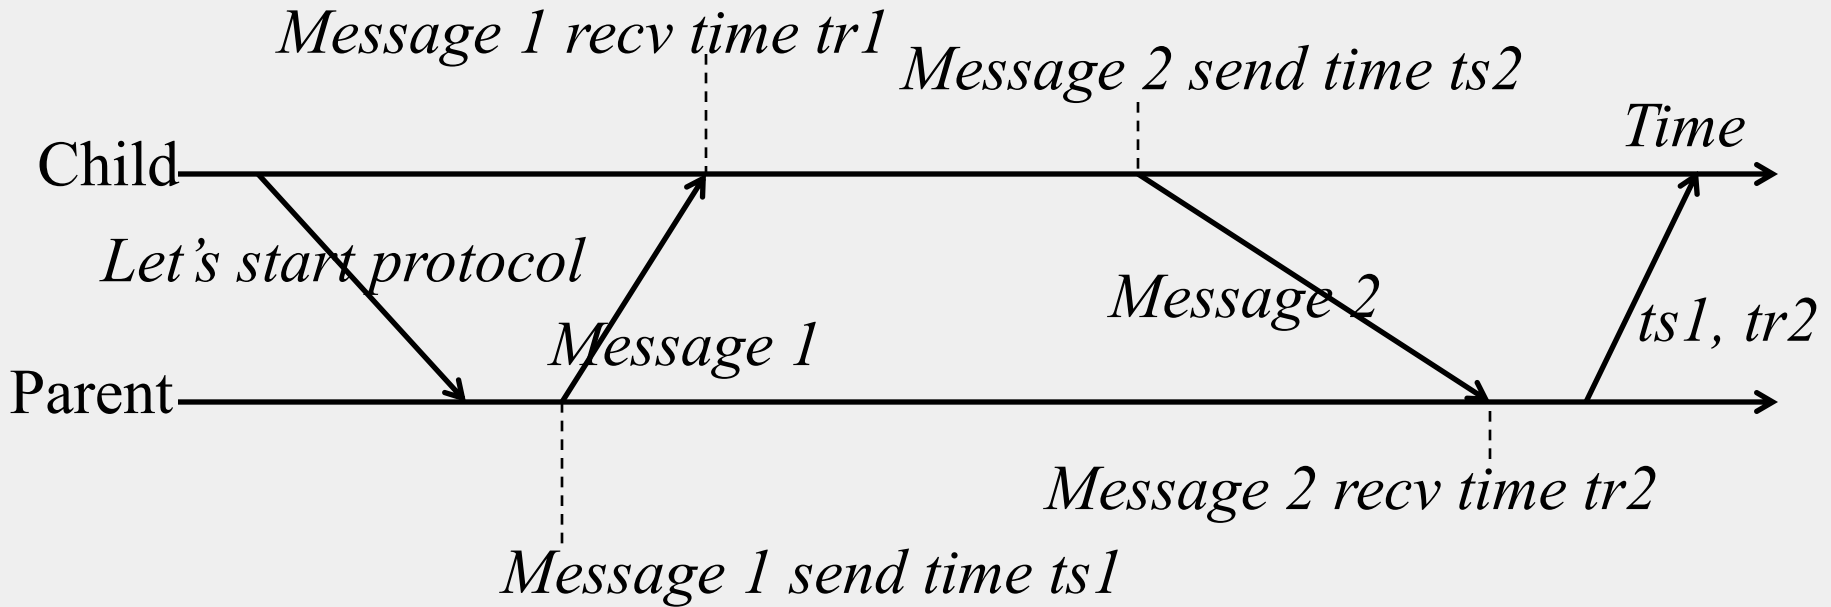 Message 1 recv time tr1
Message 2 send time ts2
Time
Child
Let’s start protocol
Message 1
Message 2
ts1, tr2
Parent
Message 2 recv time tr2
Message 1 send time ts1